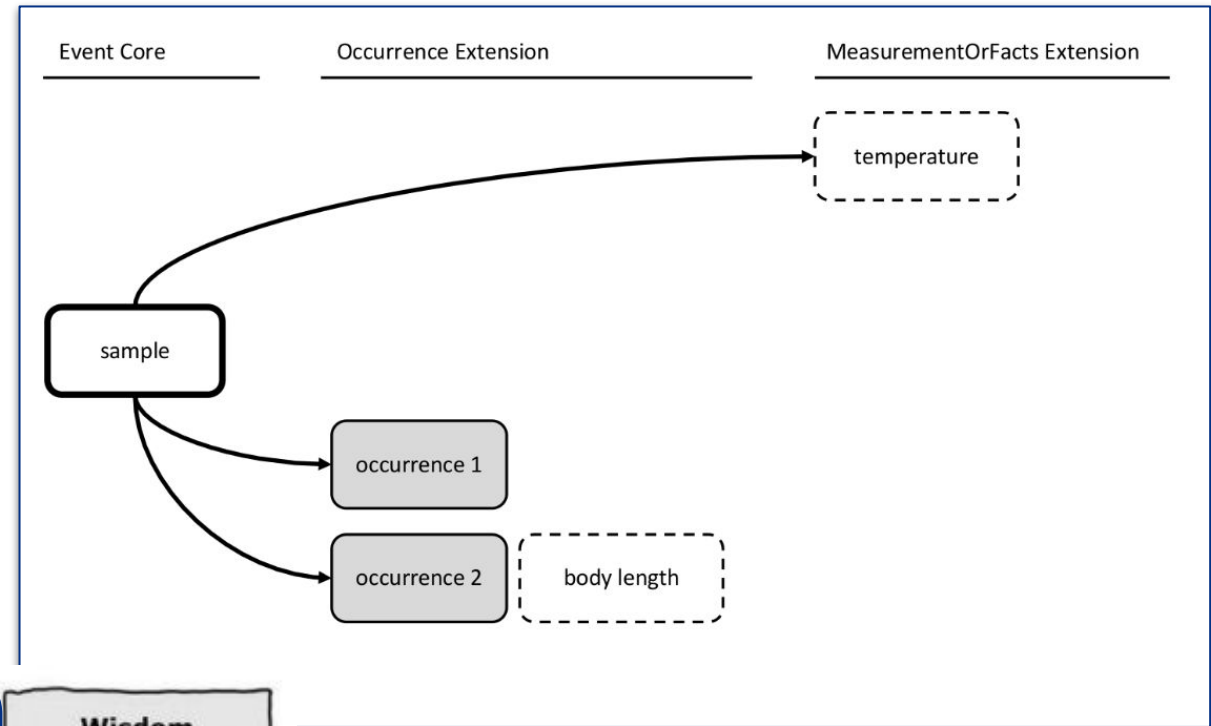 Event Core
Occurrence Extension
MeasurementOrFacts Extension
temperature
sample
occurrence 1
occurrence 2
body length
Wisdom